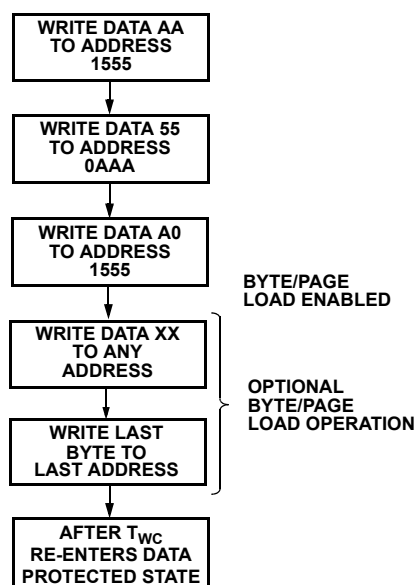 WRITE DATA AA
TO ADDRESS
1555
WRITE DATA 55
TO ADDRESS
0AAA
WRITE DATA A0
TO ADDRESS
1555
BYTE/PAGE
LOAD ENABLED
WRITE DATA XX
TO ANY
ADDRESS
OPTIONAL
BYTE/PAGE
LOAD OPERATION
WRITE LAST
BYTE TO
LAST ADDRESS
AFTER TWC
RE-ENTERS DATA
PROTECTED STATE